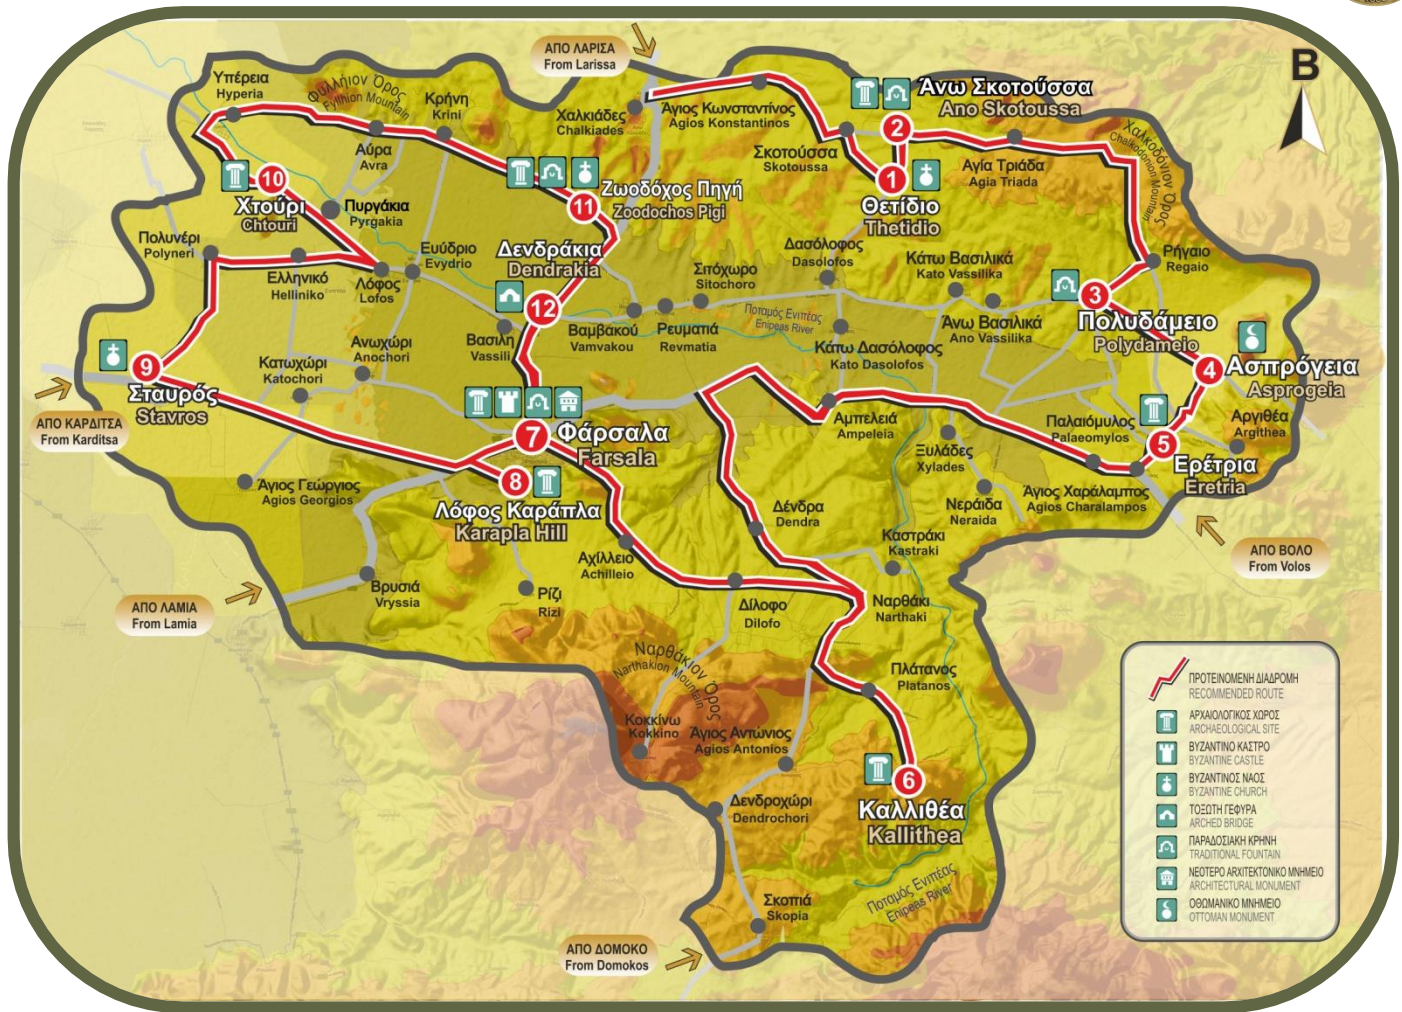 ΑΠΟ ΛΑΡΙΣΑ
From Larissa
Β
Υπέρεια
Hyperia
Φυλλήιον Όρος
Fyllhion Mountain
Κρήνη
Krini
Χαλκιάδες
Chalkiades
Άγιος Κωνσταντίνος
Agios Konstantinos
Άνω Σκοτούσσα
Ano Skotoussa
2
Χαλκοδόνιον Όρος
Chalkodonion Mountain
Αύρα
Avra
Σκοτούσσα
Skotoussa
Αγία Τριάδα
Agia Triada
10
Χτούρι
Chtouri
Πυργάκια
Pyrgakia
11
Ζωοδόχος Πηγή
Zoodochos Pigi
1
Θετίδιο
Thetidio
Πολυνέρι
Polyneri
Ελληνικό
Helliniko
Λόφος
Lofos
Ευύδριο
Evydrio
Δενδράκια
Dendrakia
12
Σιτόχωρο
Sitochoro
Δασόλοφος
Dasolofos
Κάτω Βασιλικά
Kato Vassilika
Ρήγαιο
Regaio
3
Πολυδάμειο
Polydameio
Βασιλή
Vassili
Βαμβακού
Vamvakou
Ρευματιά
Revmatia
Ποταμός Ενιπέας
Enipeas River
Άνω Βασιλικά
Ano Vassilika
Κάτω Δασόλοφος
Kato Dasolofos
Ανωχώρι
Anochori
Κατωχώρι
Katochori
9
Σταυρός
Stavros
4
Ασπρόγεια
Asprogeia
ΑΠΟ ΚΑΡΔΙΤΣΑ
From Karditsa
7
Φάρσαλα
Farsala
Αμπελειά
Ampeleia
Παλαιόμυλος
Palaeomylos
Αργιθέα
Argithea
5
Ερέτρια
Eretria
Ξυλάδες
Xylades
Άγιος Γεώργιος
Agios Georgios
8
Λόφος Καράπλα
Karapla Hill
Δένδρα
Dendra
Νεράιδα
Neraida
Άγιος Χαράλαμπος
Agios Charalampos
Καστράκι
Kastraki
ΑΠΟ ΒΟΛΟ
From Volos
Αχίλλειο
Achilleio
Βρυσιά
Vryssia
Ρίζι
Rizi
Δίλοφο
Dilofo
Ναρθάκι
Narthaki
ΑΠΟ ΛΑΜΙΑ
From Lamia
Ναρθάκιον Όρος
Narthakion Mountain
Πλάτανος
Platanos
Κοκκίνω
Kokkino
Άγιος Αντώνιος
Agios Antonios
6
Καλλιθέα
Kallithea
Δενδροχώρι
Dendrochori
Ποταμός Ενιπέας
Enipeas River
Σκοπιά
Skopia
ΑΠΟ ΔΟΜΟΚΟ
From Domokos
ΠΡΟΤΕΙΝΟΜΕΝΗ ΔΙΑΔΡΟΜΗ
RECOMMENDED ROUTE
ΑΡΧΑΙΟΛΟΓΙΚΟΣ ΧΩΡΟΣ
ARCHAEOLOGICAL SITE
ΒΥΖΑΝΤΙΝΟ ΚΑΣΤΡΟ
BYZANTINE CASTLE
ΒΥΖΑΝΤΙΝΟΣ ΝΑΟΣ
BYZANTINE CHURCH
ΤΟΞΩΤΗ ΓΕΦΥΡΑ
ARCHED BRIDGE
ΠΑΡΑΔΟΣΙΑΚΗ ΚΡΗΝΗ
TRADITIONAL FOUNTAIN
ΝΕΟΤΕΡΟ ΑΡΧΙΤΕΚΤΟΝΙΚΟ ΜΝΗΜΕΙΟ
ARCHITECTURAL MONUMENT
ΟΘΩΜΑΝΙΚΟ ΜΝΗΜΕΙΟ
OTTOMAN MONUMENT